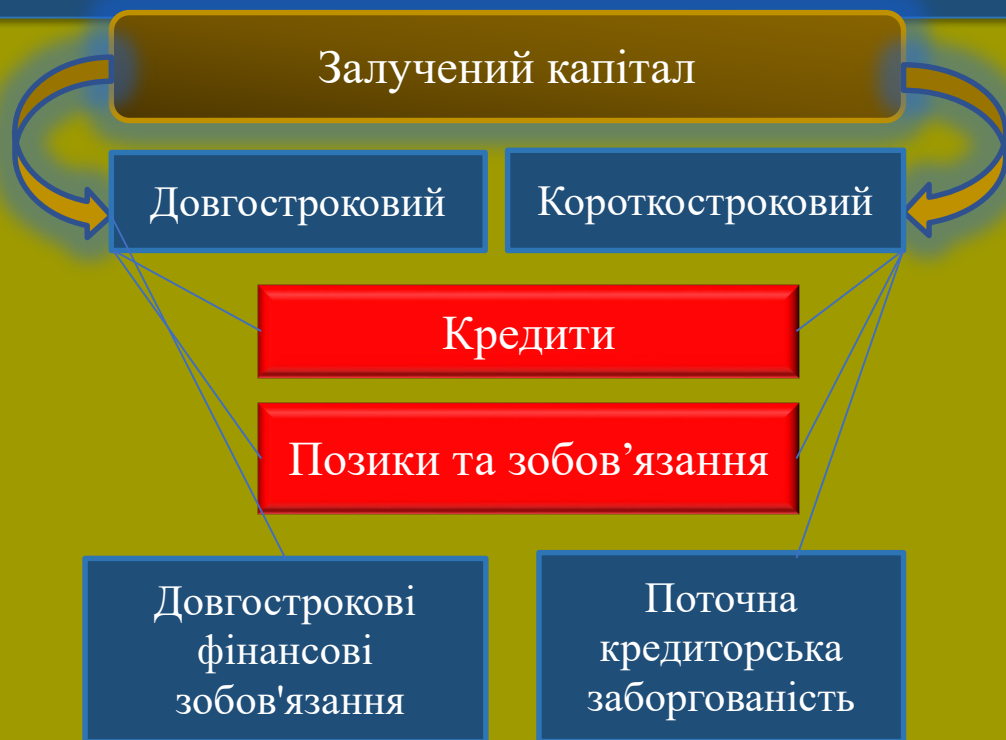 Залучений капітал
Довгостроковий
Короткостроковий
Кредити
Позики та зобов’язання
Довгострокові
фінансові
зобов'язання
Поточна
кредиторська
заборгованість